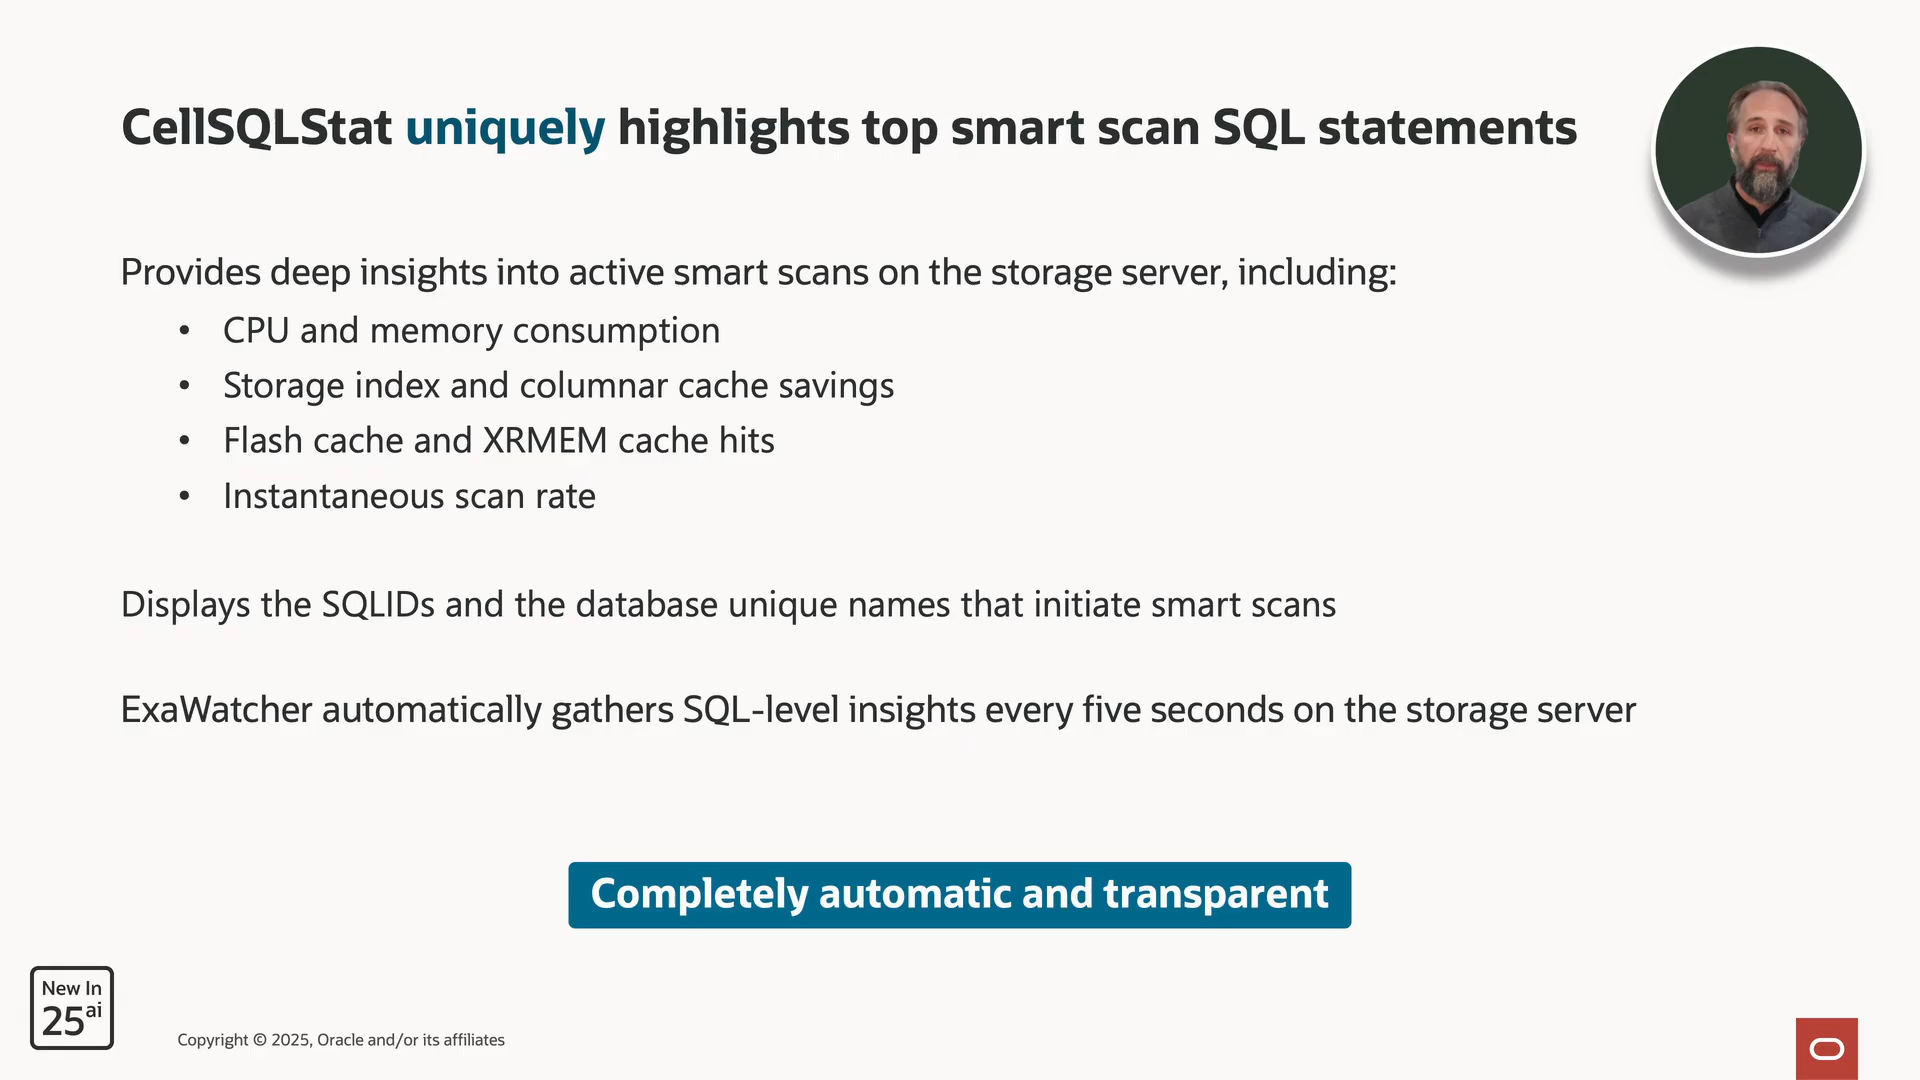 CellSQLStat uniquely highlights top smart scan SQL statements
Provides deep insights into active smart scans on the storage server, including:
• CPU and memory consumption
• Storage index and columnar cache savings
• Flash cache and XRMEM cache hits
• Instantaneous scan rate
Displays the SQLIDs and the database unique names that initiate smart scans
ExaWatcher automatically gathers SQL-level insights every five seconds on the storage server
Completely automatic and transparent
New In
25ai
Copyright © 2025, Oracle and/or its affiliates